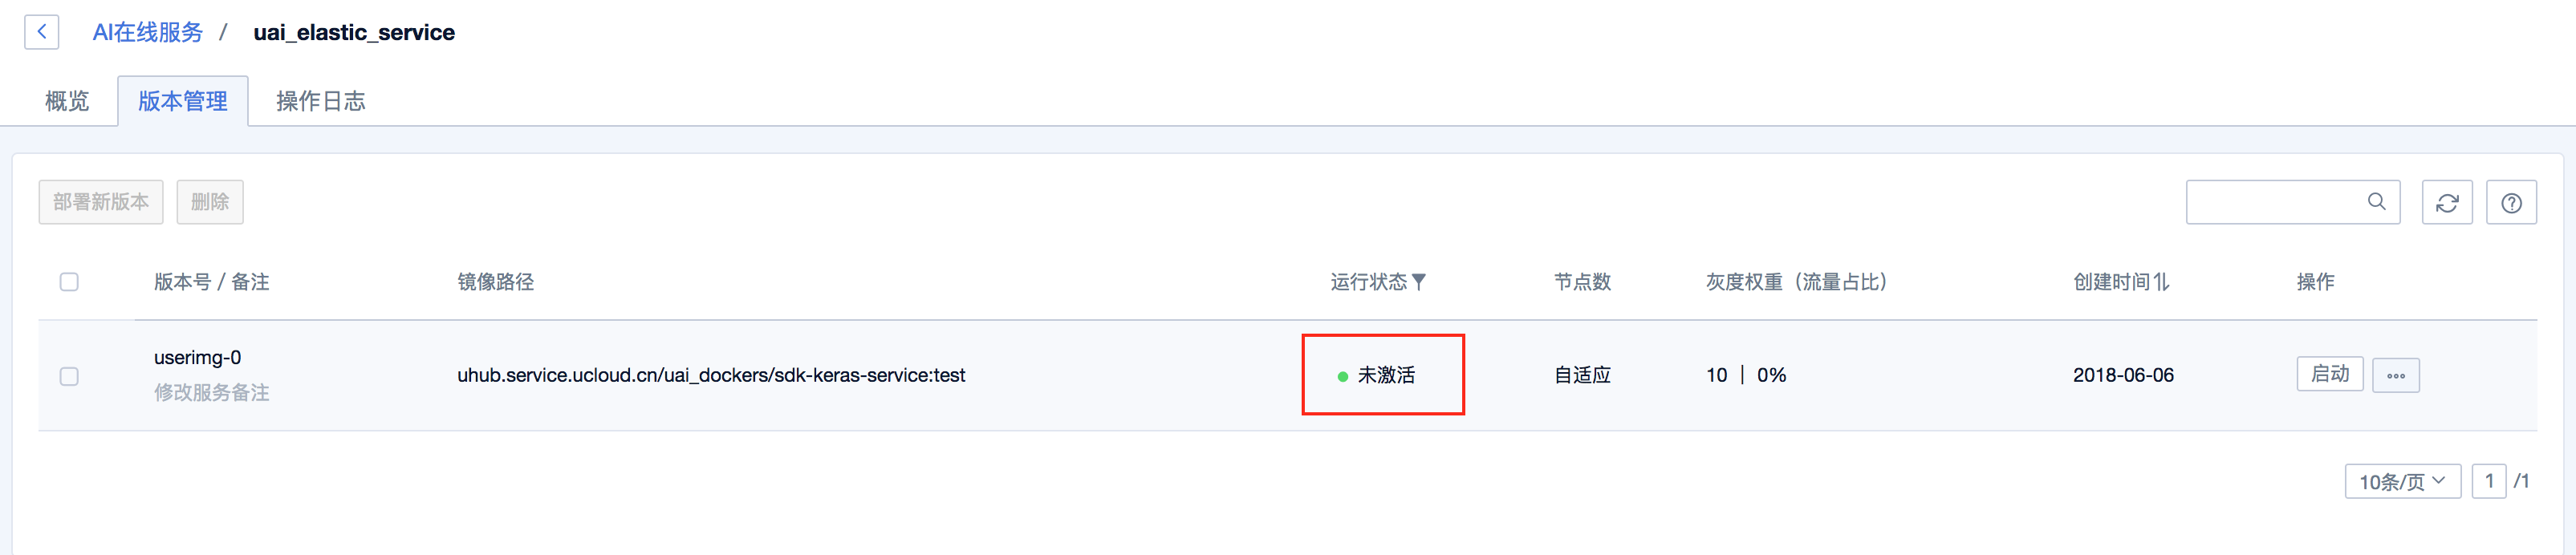 AI在线服务 / uai_elastic_service
概览 版本管理 操作日志
部署新版本 删除
版本号 / 备注 镜像路径 运行状态 节点数 灰度权重（流量占比） 创建时间 操作
userimg-0
修改服务备注
uhub.service.ucloud.cn/uai_dockers/sdk-keras-service:test 未激活 自适应 10 | 0% 2018-06-06 启动
10条/页 1 /1